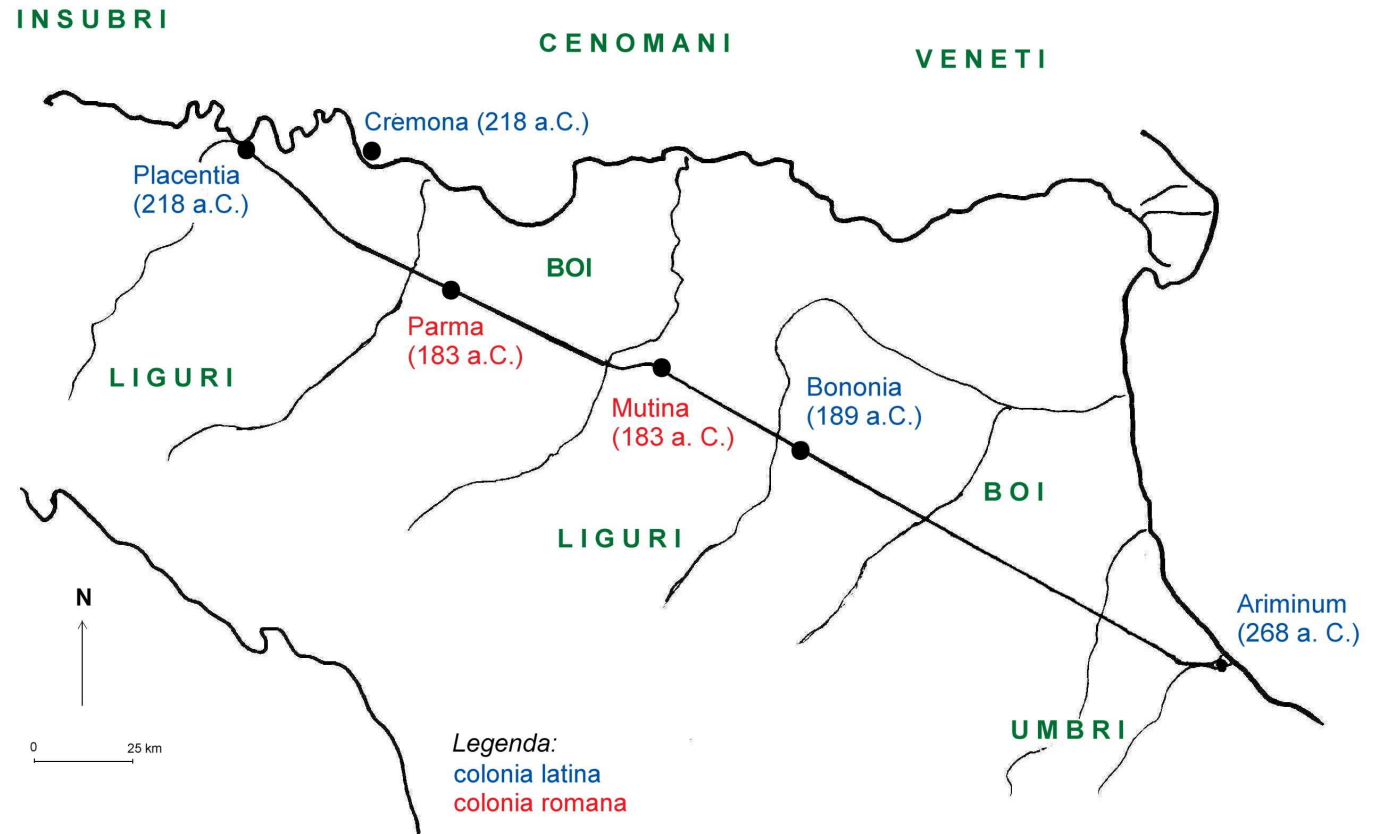 INSUBRI
CENOMANI
VENETI
Cremona (218 a.C.)
Placentia
(218 a.C.)
BOI
Parma
(183 a.C.)
LIGURI
Mutina
(183 a. C.)
Bononia
(189 a.C.)
BOI
LIGURI
N
Ariminum
(268 a. C.)
UMBRI
0 25 km
Legenda:
colonia latina
colonia romana